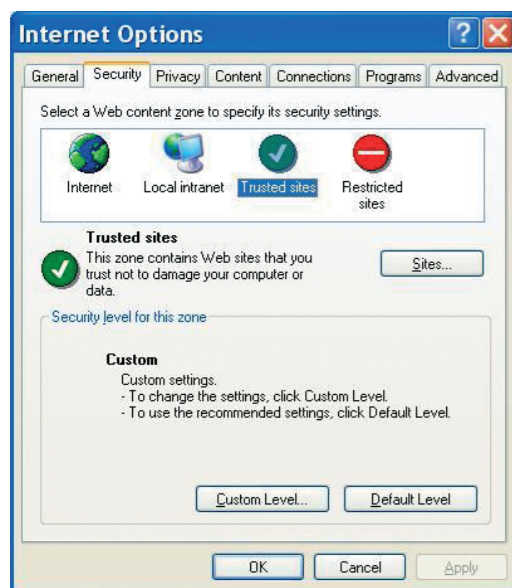 Internet Options
General Security Privacy Content Connections Programs Advanced
Select a Web content zone to specify its security settings.
Internet Local intranet Trusted sites Restricted
sites
Trusted sites
This zone contains Web sites that you
trust not to damage your computer or
data.
Sites...
Security level for this zone
Custom
Custom settings.
- To change the settings, click Custom Level.
- To use the recommended settings, click Default Level.
Custom Level... Default Level
OK Cancel Apply